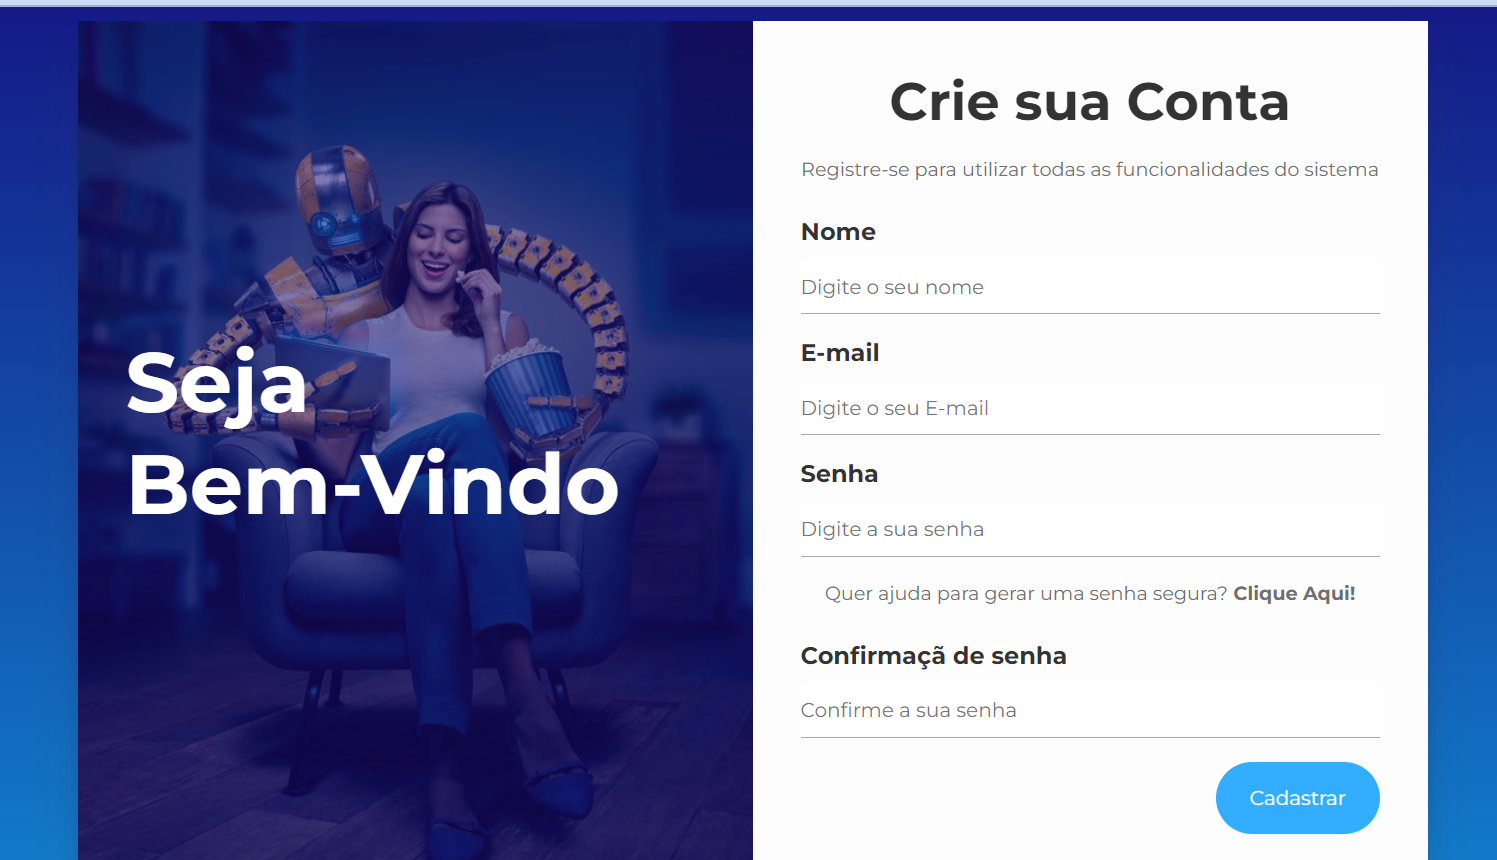 Seja
Bem-Vindo
Crie sua Conta
Registre-se para utilizar todas as funcionalidades do sistema
Nome
Digite o seu nome
E-mail
Digite o seu E-mail
Senha
Digite a sua senha
Quer ajuda para gerar uma senha segura? Clique Aqui!
Confirmaçã de senha
Confirme a sua senha
Cadastrar